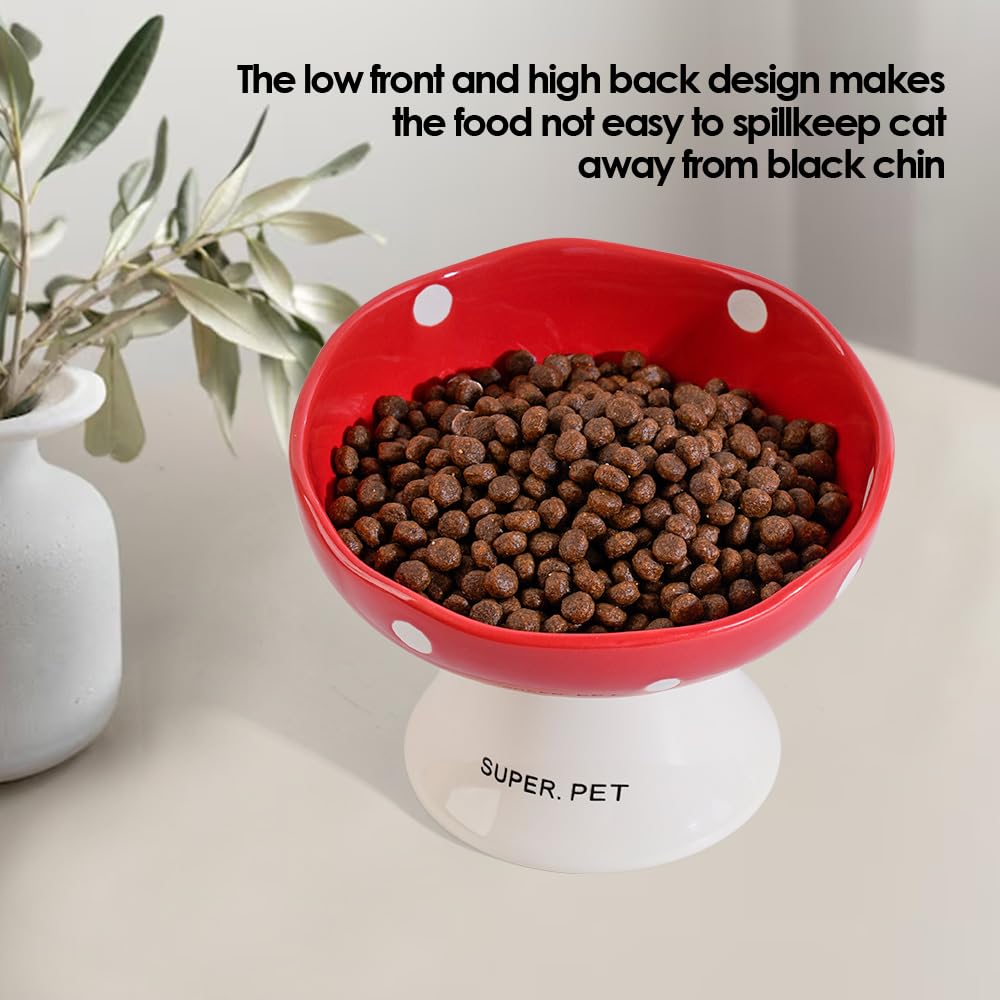 The low front and high back design makes
the food not easy to spillkeep cat
away from black chin
SUPER. PET